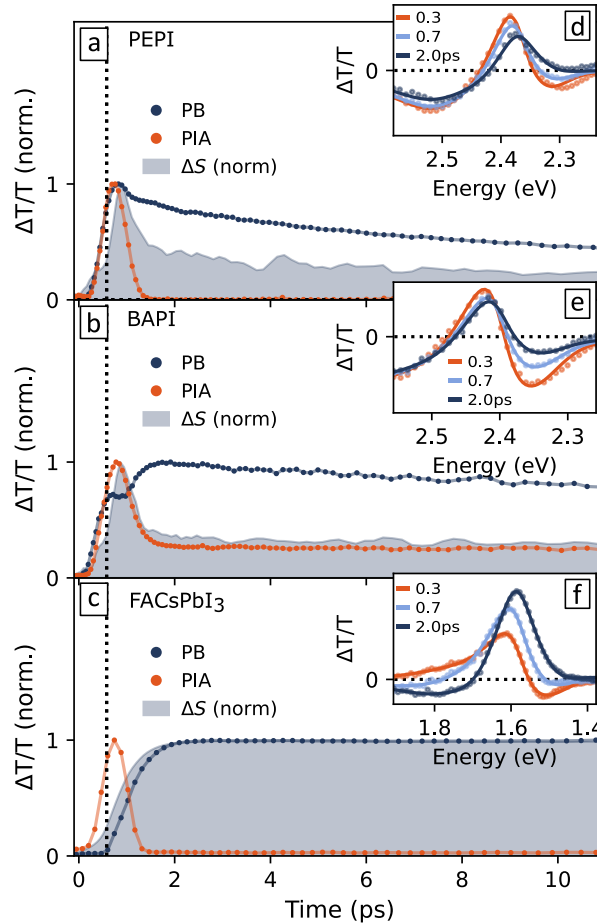 a PEPI
PB
PIA
ΔS (norm)
ΔT/T (norm.)
1
0
d
0.3
0.7
2.0ps
ΔT/T
0
2.5 2.4 2.3
Energy (eV)
b BAPI
PB
PIA
ΔS (norm)
ΔT/T (norm.)
1
0
e
0.3
0.7
2.0ps
ΔT/T
0
2.5 2.4 2.3
Energy (eV)
c FACsPbI₃
PB
PIA
ΔS (norm)
ΔT/T (norm.)
1
0
f
0.3
0.7
2.0ps
ΔT/T
0
1.8 1.6 1.4
Energy (eV)
0 2 4 6 8 10
Time (ps)